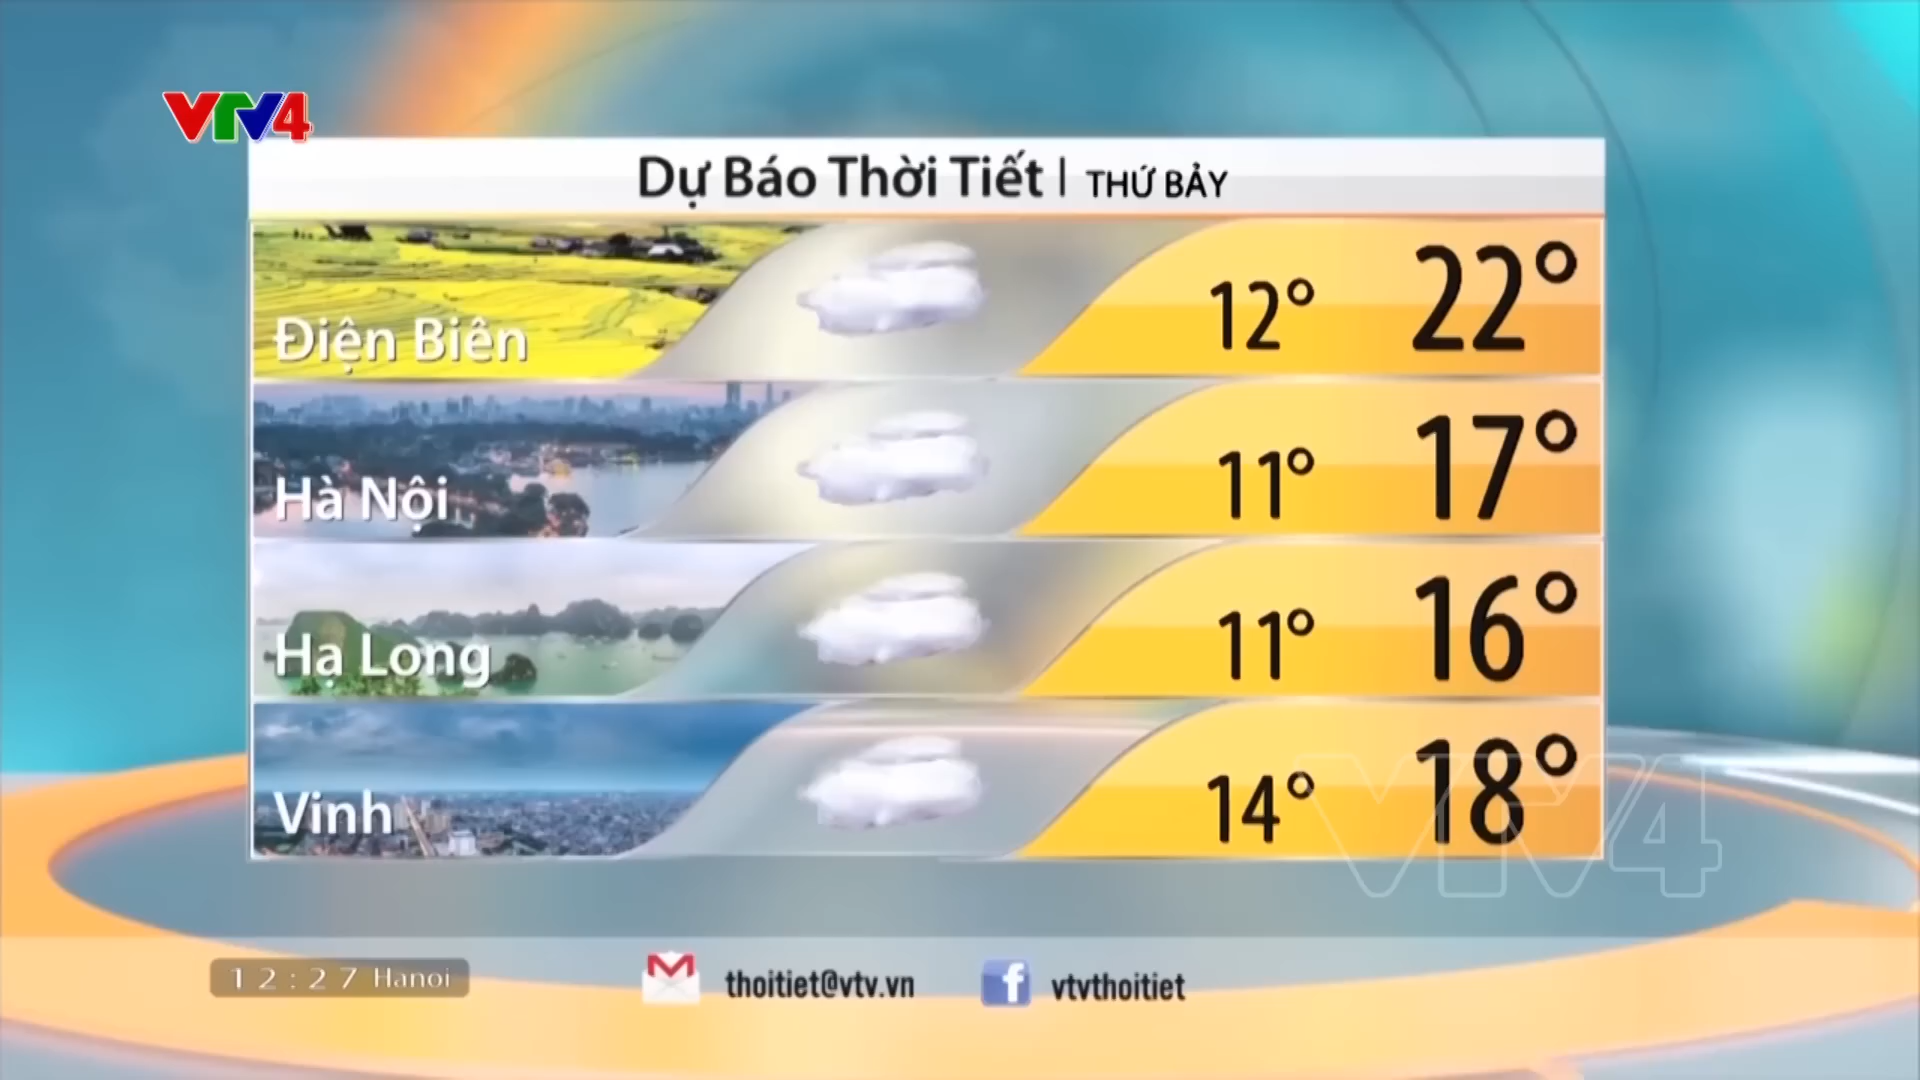 VTV4
Dự Báo Thời Tiết | THỨ BẢY
Điện Biên 12° 22°
Hà Nội 11° 17°
Hạ Long 11° 16°
Vinh 14° 18°
VTV4
12:27 Hanoi thoitiet@vtv.vn vtvthoitiet